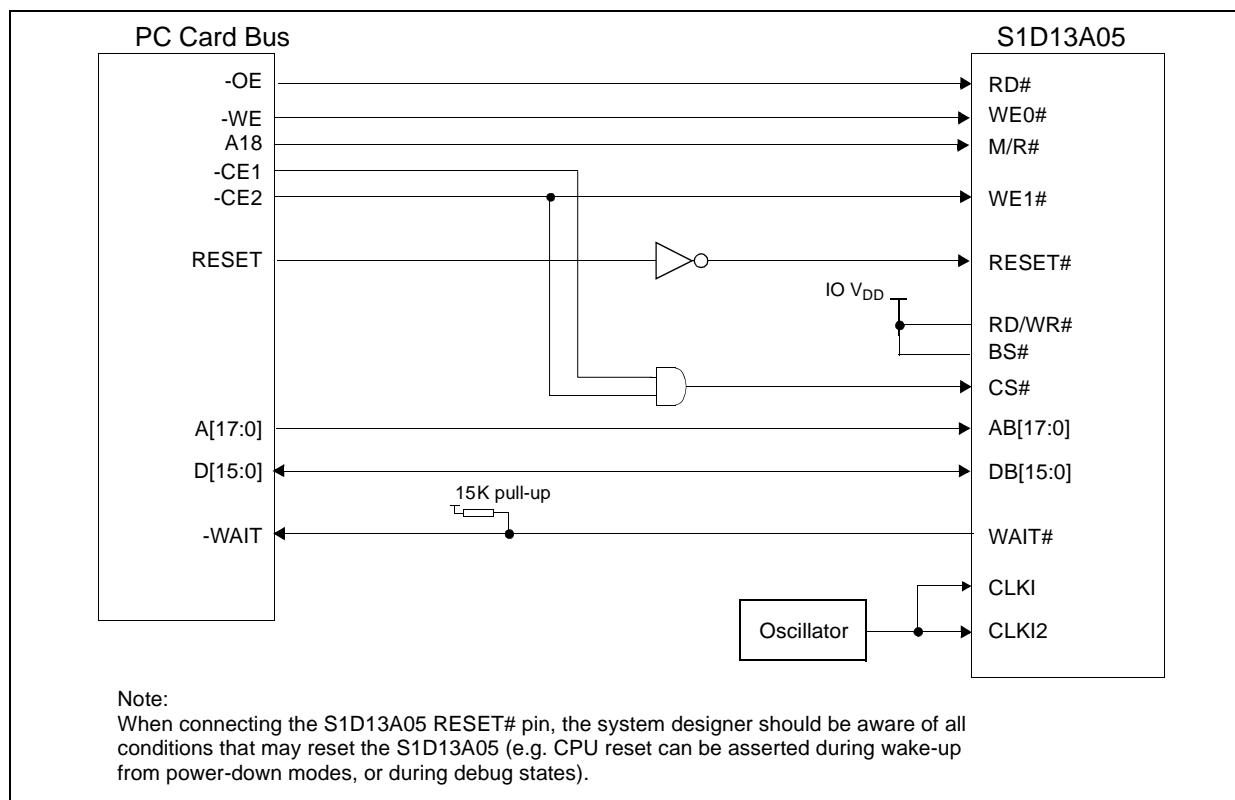 PC Card Bus
S1D13A05
-OE
RD#
-WE
WE0#
A18
M/R#
-CE1
-CE2
WE1#
RESET
RESET#
IO VDD
RD/WR#
BS#
CS#
A[17:0]
AB[17:0]
D[15:0]
DB[15:0]
15K pull-up
-WAIT
WAIT#
CLKI
Oscillator
CLKI2
Note:
When connecting the S1D13A05 RESET# pin, the system designer should be aware of all
conditions that may reset the S1D13A05 (e.g. CPU reset can be asserted during wake-up
from power-down modes, or during debug states).